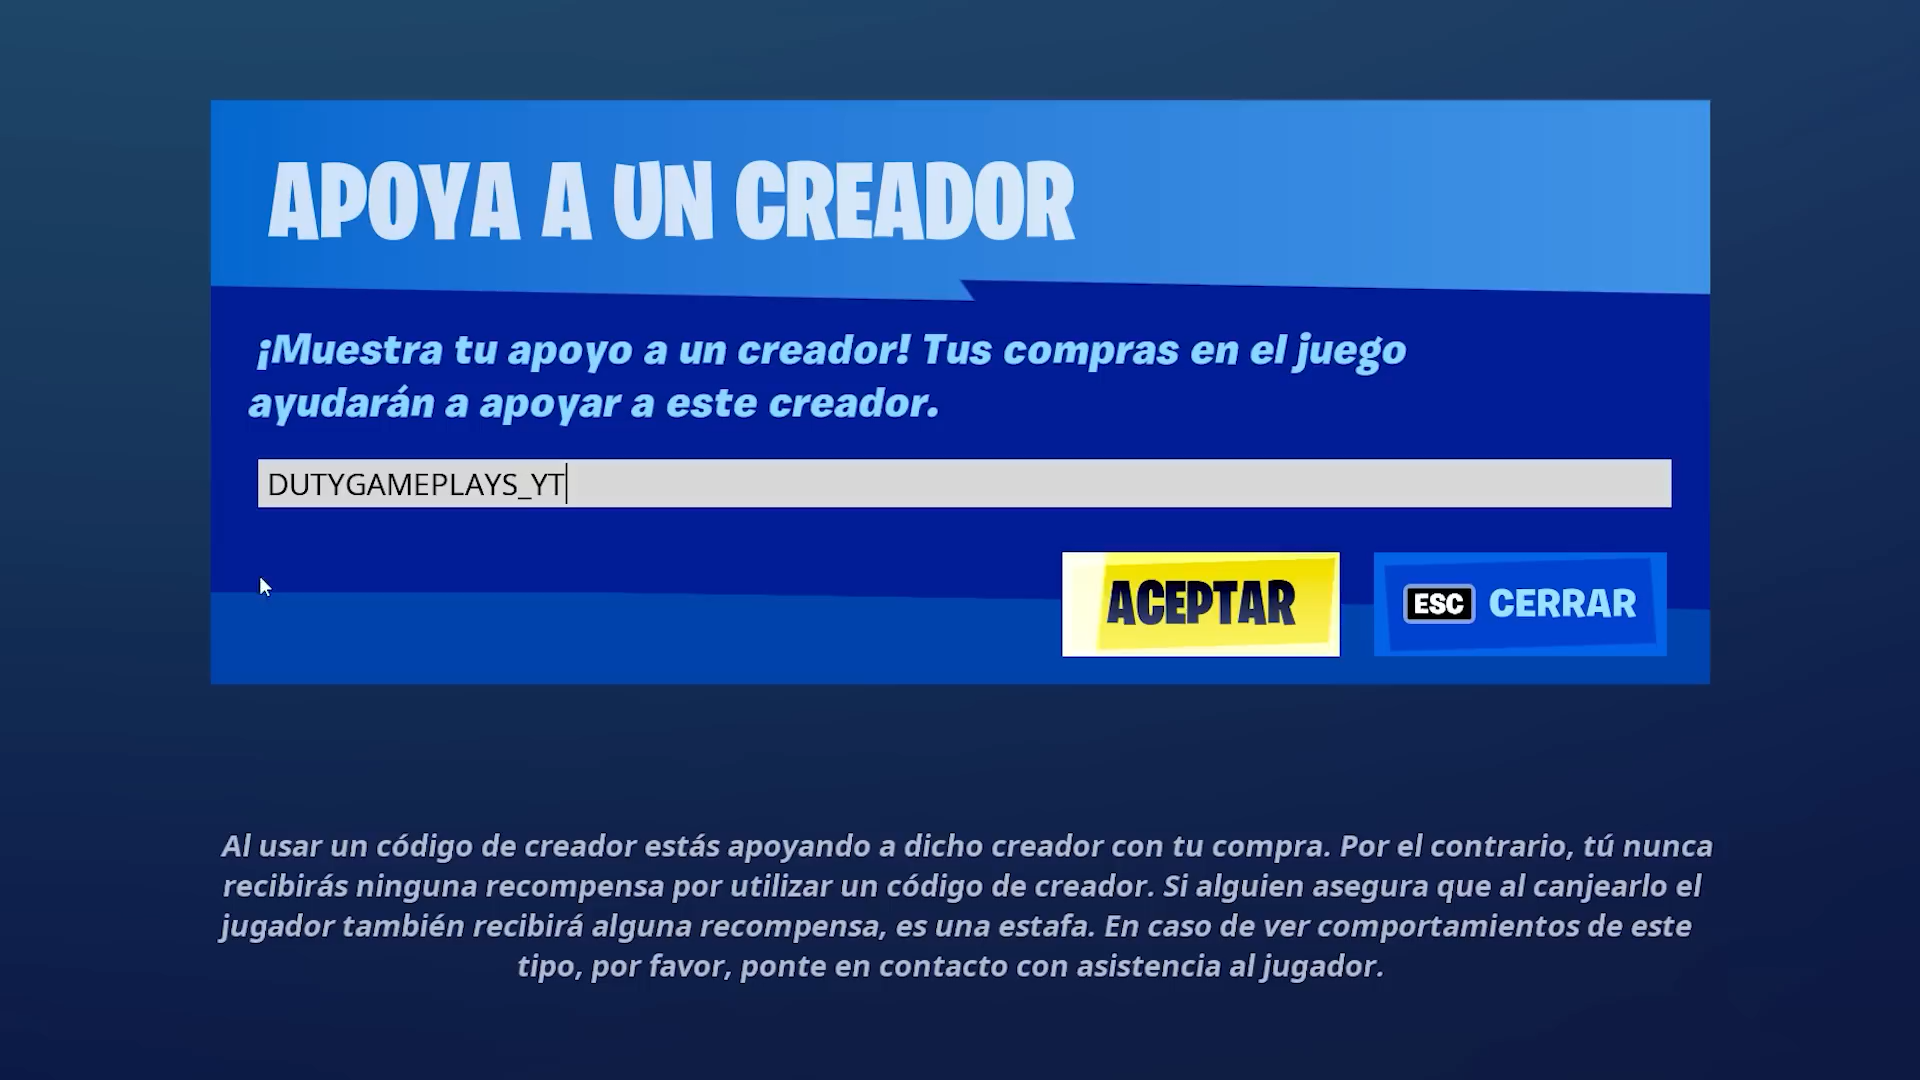 APOYA A UN CREADOR
¡Muestra tu apoyo a un creador! Tus compras en el juego
ayudarán a apoyar a este creador.
DUTYGAMEPLAYS_YT
ACEPTAR
ESC CERRAR
Al usar un código de creador estás apoyando a dicho creador con tu compra. Por el contrario, tú nunca
recibirás ninguna recompensa por utilizar un código de creador. Si alguien asegura que al canjearlo el
jugador también recibirá alguna recompensa, es una estafa. En caso de ver comportamientos de este
tipo, por favor, ponte en contacto con asistencia al jugador.